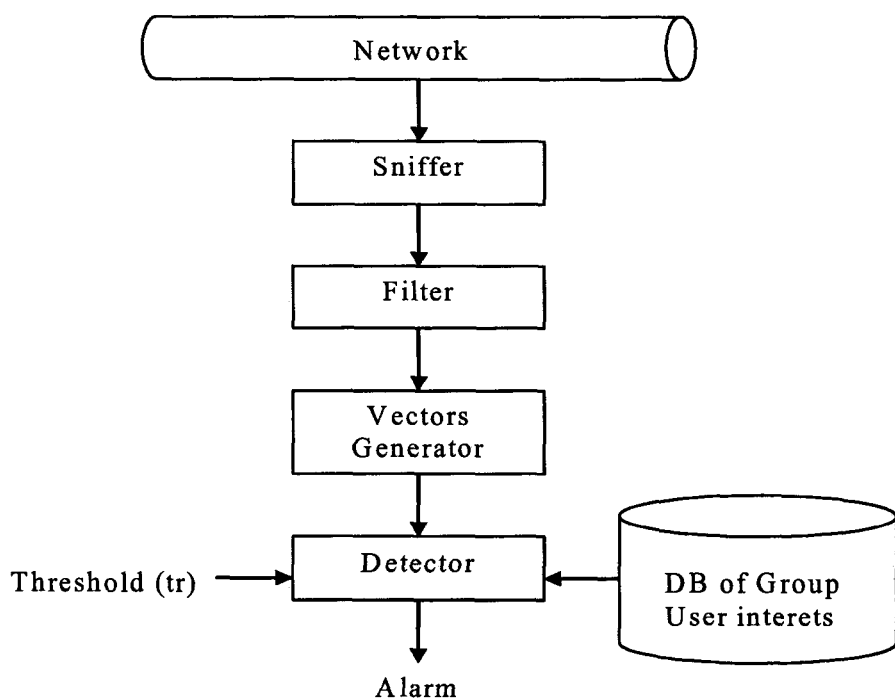 Network
Sniffer
Filter
Vectors
Generator
Detector
Threshold (tr)
DB of Group
User interets
Alarm